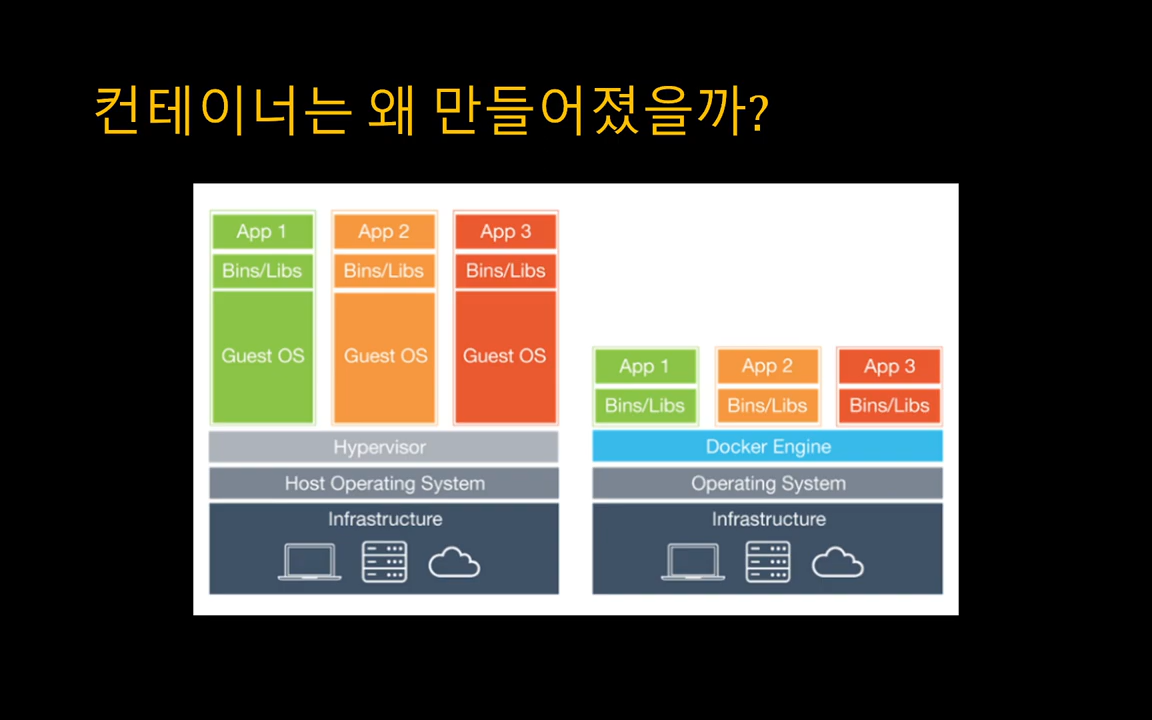 컨테이너는 왜 만들어졌을까?
App 1
Bins/Libs
Guest OS
App 2
Bins/Libs
Guest OS
App 3
Bins/Libs
Guest OS
Hypervisor
Host Operating System
Infrastructure
App 1
Bins/Libs
App 2
Bins/Libs
App 3
Bins/Libs
Docker Engine
Operating System
Infrastructure